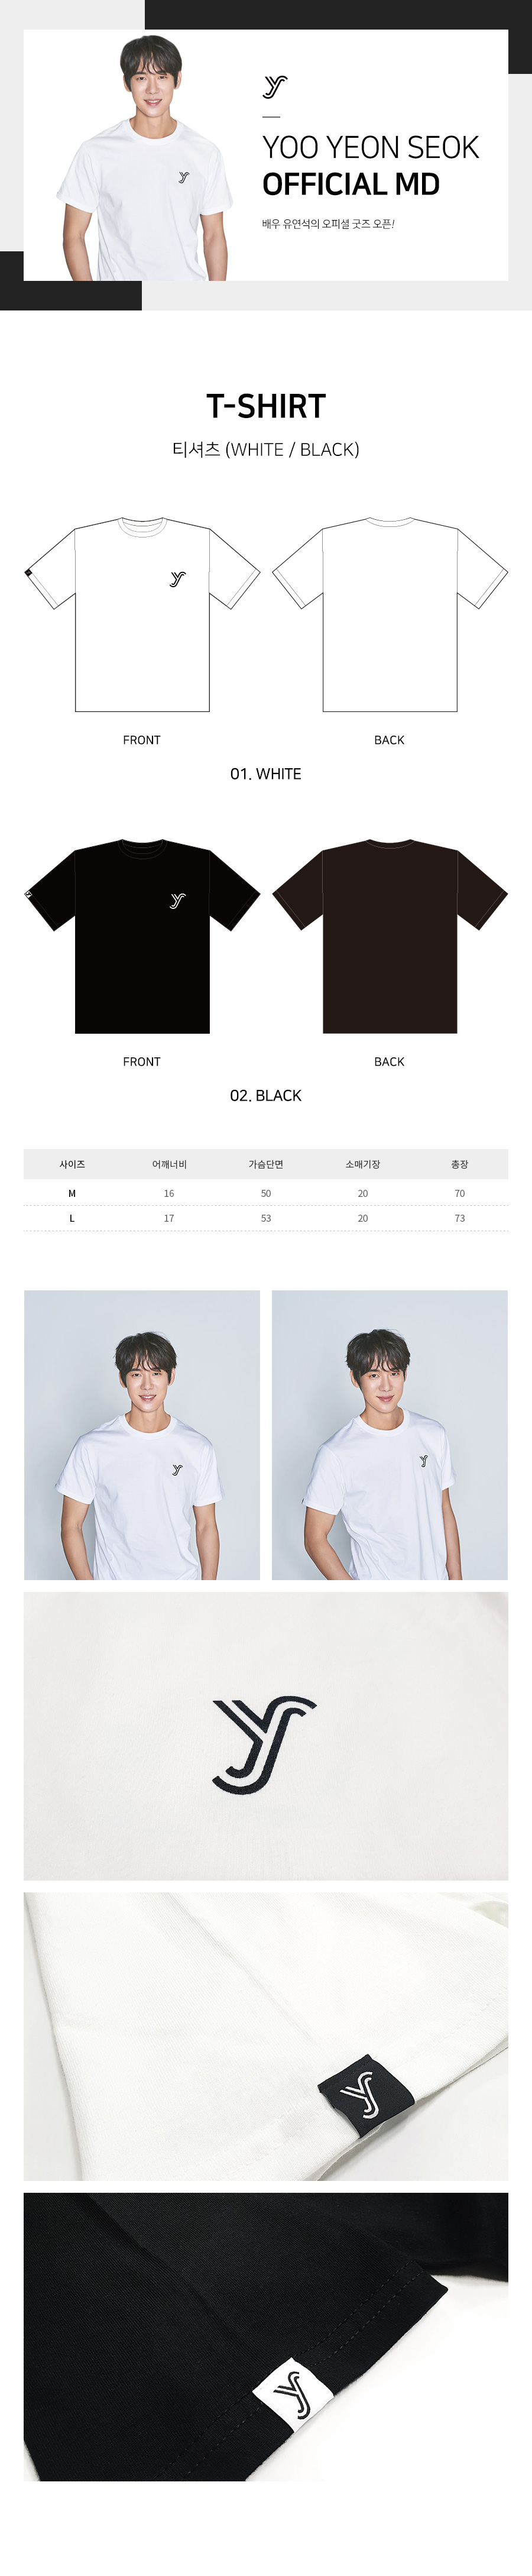 YOO YEON SEOK
OFFICIAL MD
배우 유연석의 오피셜 굿즈 오픈!
T-SHIRT
티셔츠 (WHITE / BLACK)
FRONT BACK
01. WHITE
FRONT BACK
02. BLACK
사이즈 어깨너비 가슴단면 소매기장 총장
M 16 50 20 70
L 17 53 20 73